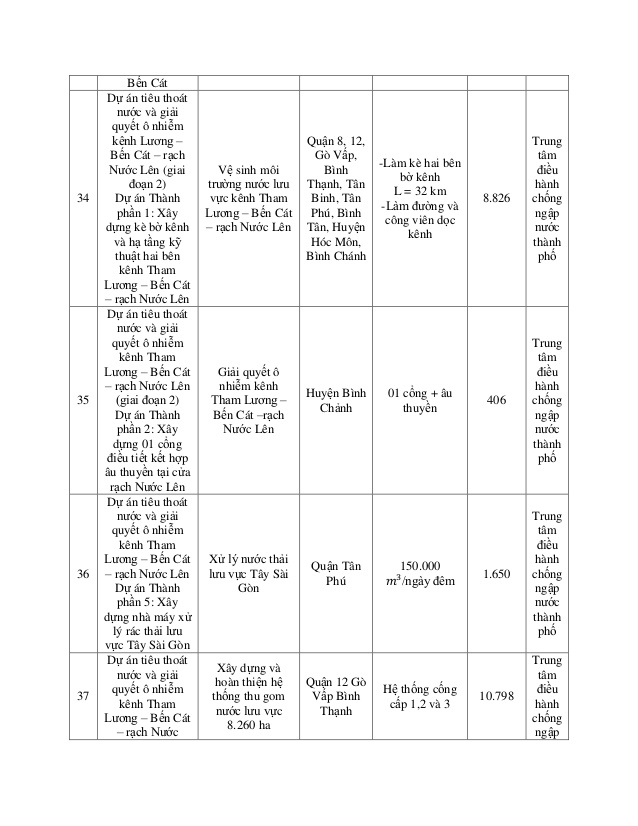 Bến Cát
34
Dự án tiêu thoát
nước và giải
quyết ô nhiễm
kênh Lương –
Bến Cát – rạch
Nước Lên (giai
đoạn 2)
Dự án Thành
phần 1: Xây
dựng kè bờ kênh
và hạ tầng kỹ
thuật hai bên
kênh Tham
Lương – Bến Cát
– rạch Nước Lên
Vệ sinh môi
trường nước lưu
vực kênh Tham
Lương – Bến Cát
– rạch Nước Lên
Quận 8, 12,
Gò Vấp,
Bình
Thạnh, Tân
Bình, Tân
Phú, Bình
Tân, Huyện
Hóc Môn,
Bình Chánh
-Làm kè hai bên
bờ kênh
L = 32 km
-Làm đường và
công viên dọc
kênh
8.826
Trung
tâm
điều
hành
chống
ngập
nước
thành
phố
35
Dự án tiêu thoát
nước và giải
quyết ô nhiễm
kênh Tham
Lương – Bến Cát
– rạch Nước Lên
(giai đoạn 2)
Dự án Thành
phần 2: Xây
dựng 01 cống
điều tiết kết hợp
âu thuyền tại cửa
rạch Nước Lên
Giải quyết ô
nhiễm kênh
Tham Lương –
Bến Cát –rạch
Nước Lên
Huyện Bình
Chảnh
01 cống + âu
thuyền
406
Trung
tâm
điều
hành
chống
ngập
nước
thành
phố
36
Dự án tiêu thoát
nước và giải
quyết ô nhiễm
kênh Tham
Lương – Bến Cát
– rạch Nước Lên
Dự án Thành
phần 5: Xây
dựng nhà máy xử
lý rác thải lưu
vực Tây Sài Gòn
Xử lý nước thải
lưu vực Tây Sài
Gòn
Quận Tân
Phú
150.000
m³/ngày đêm
1.650
Trung
tâm
điều
hành
chống
ngập
nước
thành
phố
37
Dự án tiêu thoát
nước và giải
quyết ô nhiễm
kênh Tham
Lương – Bến Cát
– rạch Nước
Xây dựng và
hoàn thiện hệ
thống thu gom
nước lưu vực
8.260 ha
Quận 12 Gò
Vấp Bình
Thạnh
Hệ thống cống
cấp 1,2 và 3
10.798
Trung
tâm
điều
hành
chống
ngập